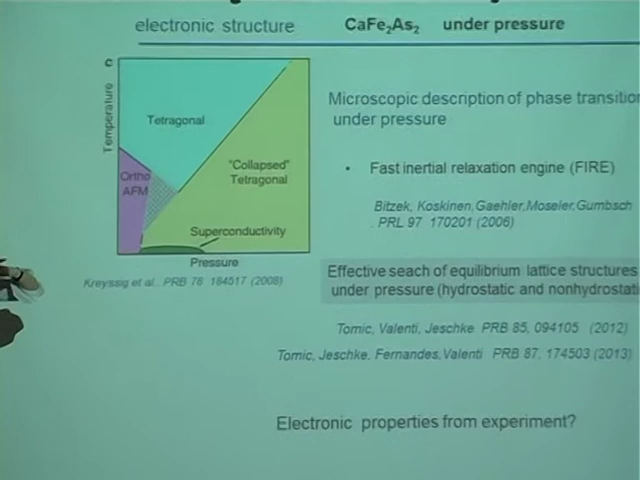 electronic structure CaFe2As2 under pressure
c
Temperature
Tetragonal
Ortho
AFM
"Collapsed"
Tetragonal
Superconductivity
Pressure
Kreyssig et al., PRB 78 184517 (2008)
Microscopic description of phase transition
under pressure
• Fast inertial relaxation engine (FIRE)
Bitzek, Koskinen, Gaehler, Moseler, Gumbsch
PRL 97 170201 (2006)
Effective seach of equilibrium lattice structures
under pressure (hydrostatic and nonhydrostati
Tomic, Valenti, Jeschke PRB 85, 094105 (2012)
Tomic, Jeschke, Fernandes, Valenti PRB 87, 174503 (2013)
Electronic properties from experiment?